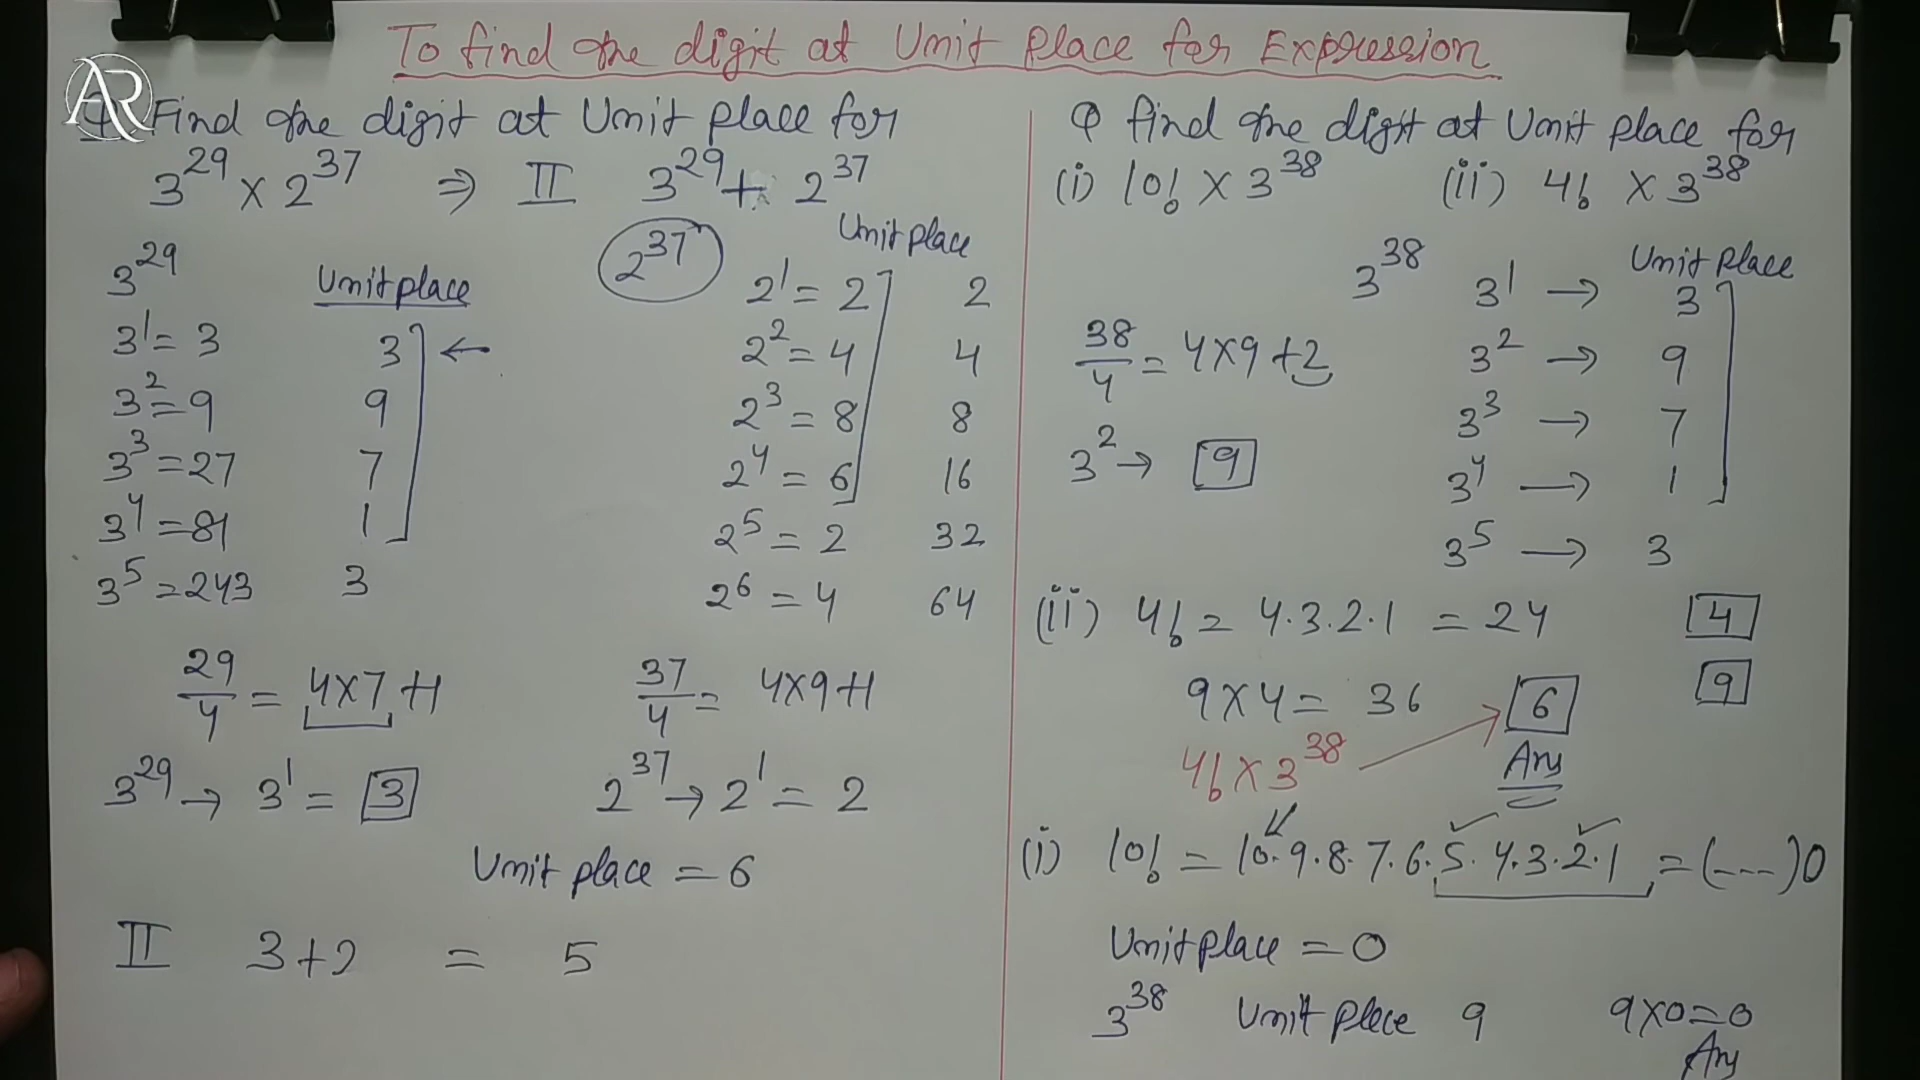 To find the digit at Unit Place for Expression
AR
Q Find the digit at Unit place for
3^29 × 2^37 ⇒ II 3^29 + 2^37
3^29
Unit place
3^1 = 3 3 ←
3^2 = 9 9
3^3 = 27 7
3^4 = 81 1
3^5 = 243 3
29/4 = 4×7+1
3^29 → 3^1 = 3
2^37
Unit place
2^1 = 2 2
2^2 = 4 4
2^3 = 8 8
2^4 = 6 16
2^5 = 2 32
2^6 = 4 64
37/4 = 4×9+1
2^37 → 2^1 = 2
Unit place = 6
II 3+2 = 5
Q find the digit at Unit place for
(i) 10! × 3^38 (ii) 4! × 3^38
3^38
Unit Place
3^1 → 3
3^2 → 9
3^3 → 7
3^4 → 1
3^5 → 3
38/4 = 4×9+2
3^2 → 9
(ii) 4! = 4.3.2.1 = 24 4
9
9×4 = 36 6
4! × 3^38 Ans
(i) 10! = 10.9.8.7.6.5.4.3.2.1 = (---)0
Unit place = 0
3^38 Unit Plece 9 9×0=0
Ans